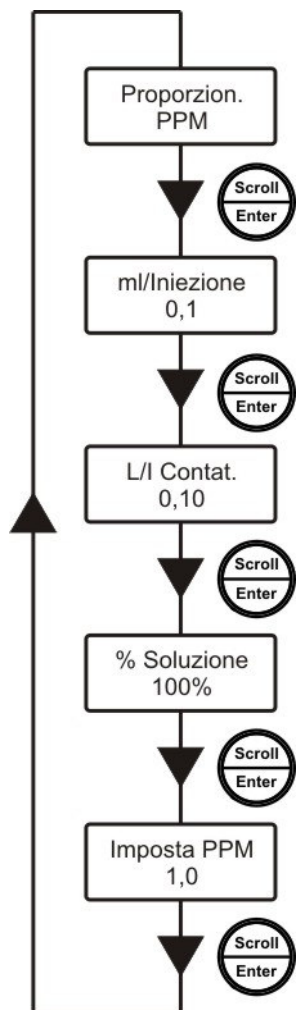 Proporzion.
PPM
Scroll
Enter
ml/Iniezione
0,1
Scroll
Enter
L/I Contat.
0,10
Scroll
Enter
% Soluzione
100%
Scroll
Enter
Imposta PPM
1,0
Scroll
Enter